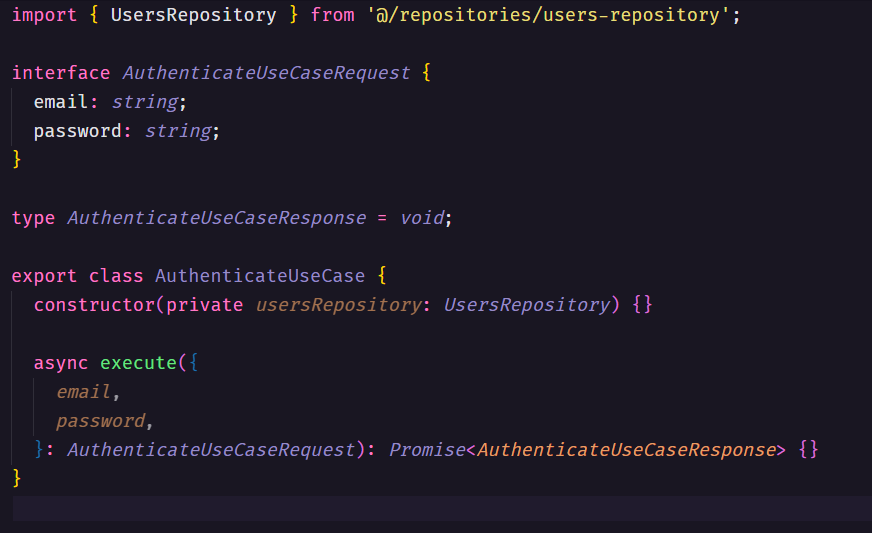 import { UsersRepository } from '@/repositories/users-repository';
interface AuthenticateUseCaseRequest {
email: string;
password: string;
}
type AuthenticateUseCaseResponse = void;
export class AuthenticateUseCase {
constructor(private usersRepository: UsersRepository) {}
async execute({
email,
password,
}: AuthenticateUseCaseRequest): Promise<AuthenticateUseCaseResponse> {}
}